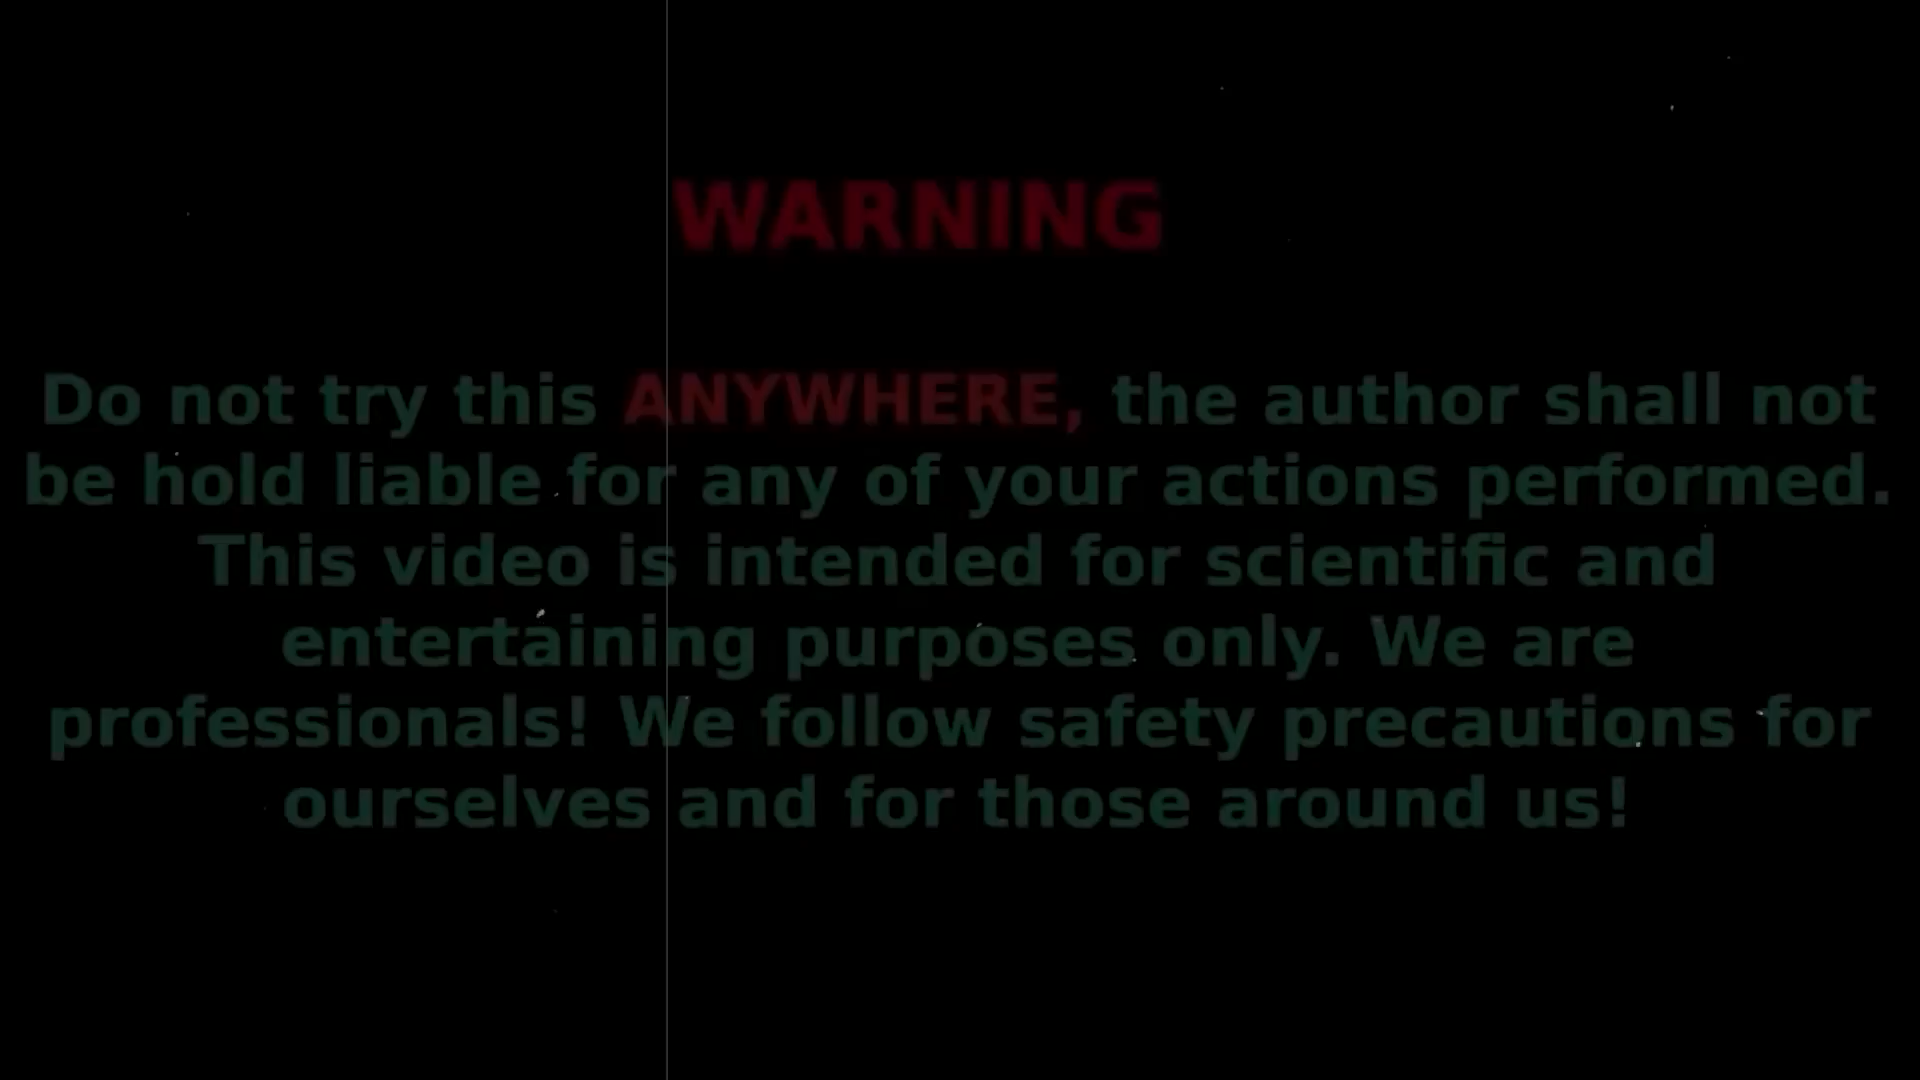 WARNING
Do not try this ANYWHERE, the author shall not
be hold liable for any of your actions performed.
This video is intended for scientific and
entertaining purposes only. We are
professionals! We follow safety precautions for
ourselves and for those around us!